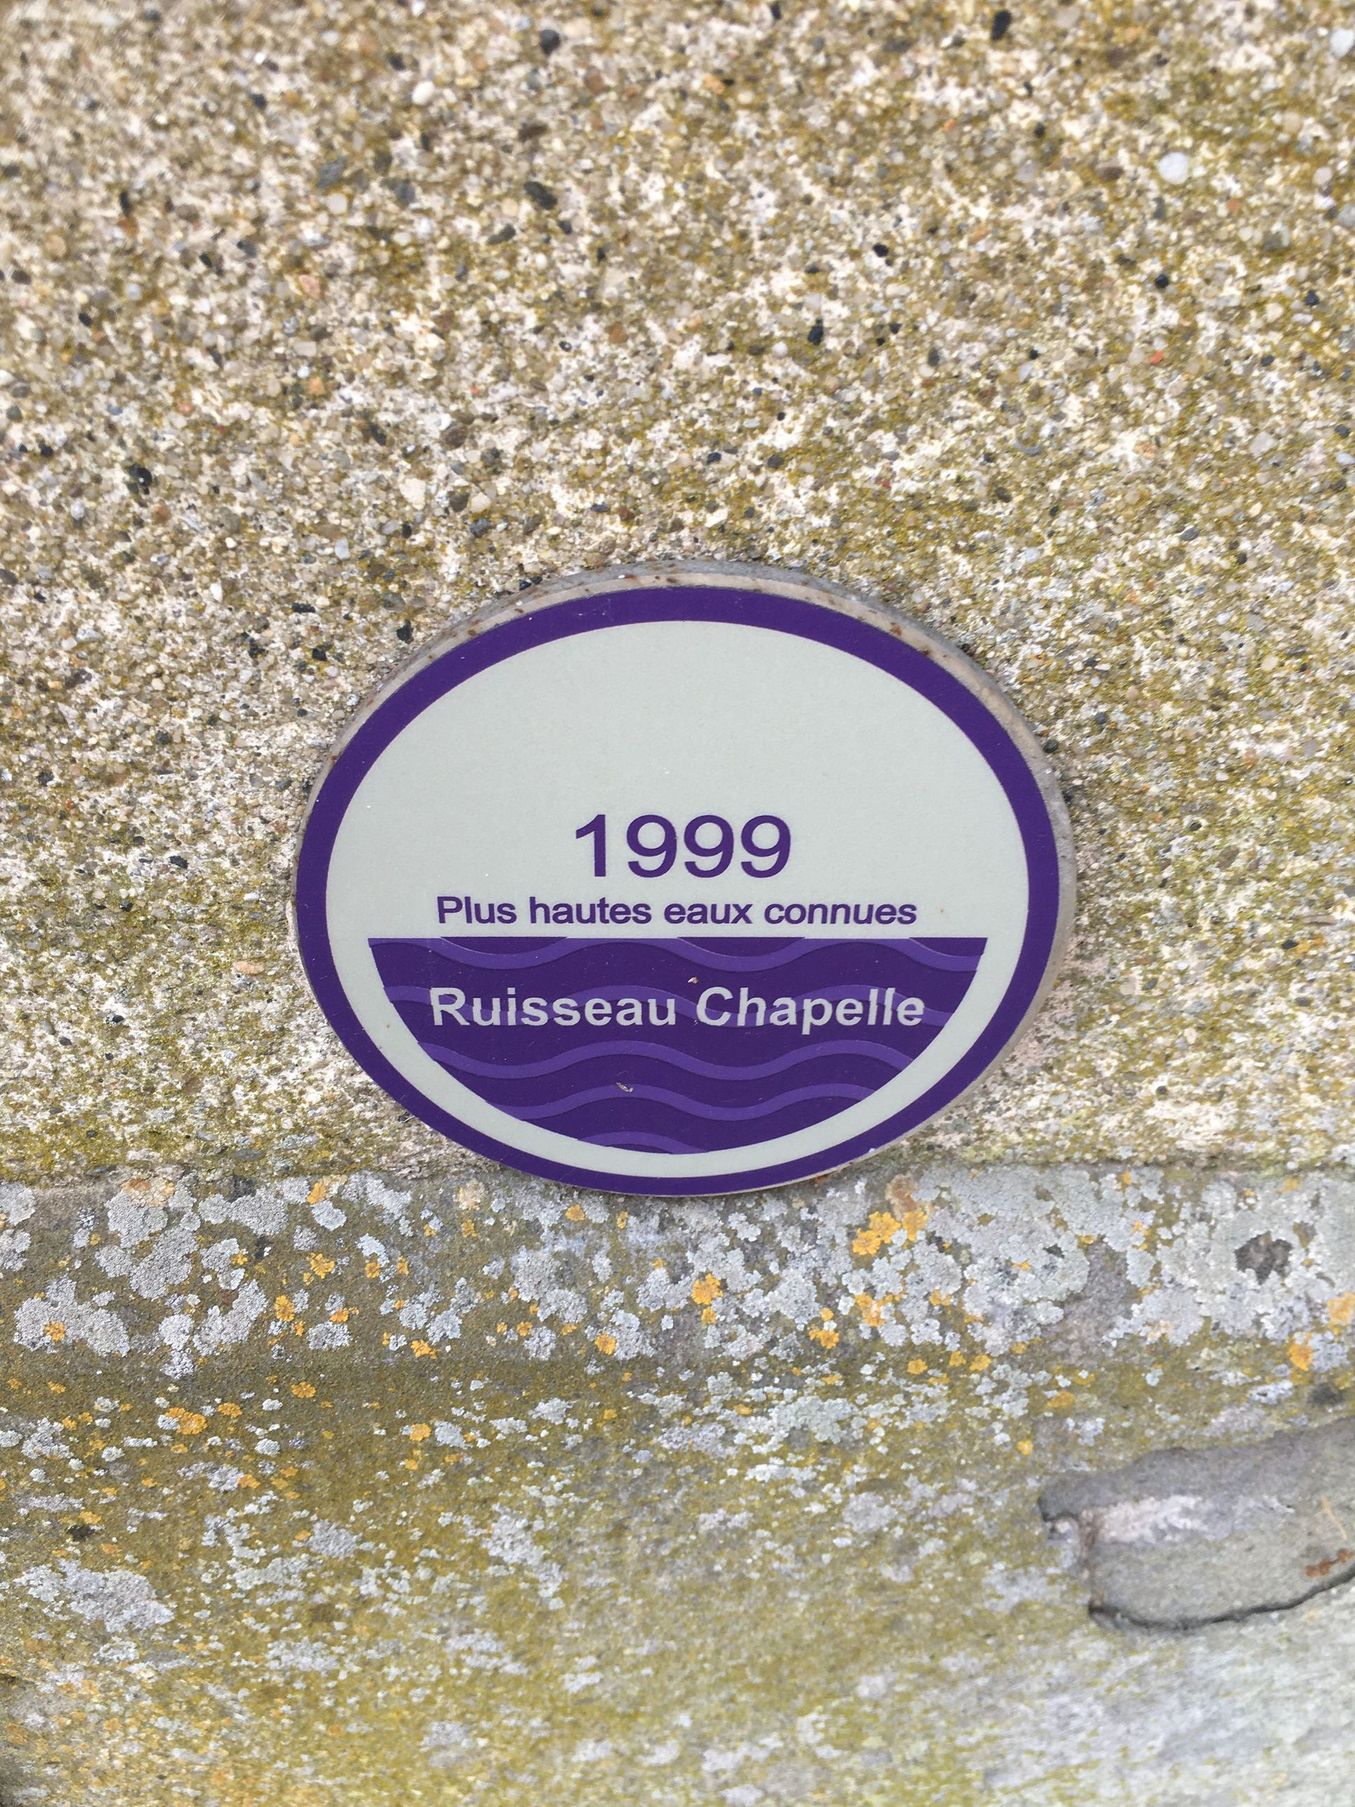 1999
Plus hautes eaux connues
Ruisseau Chapelle